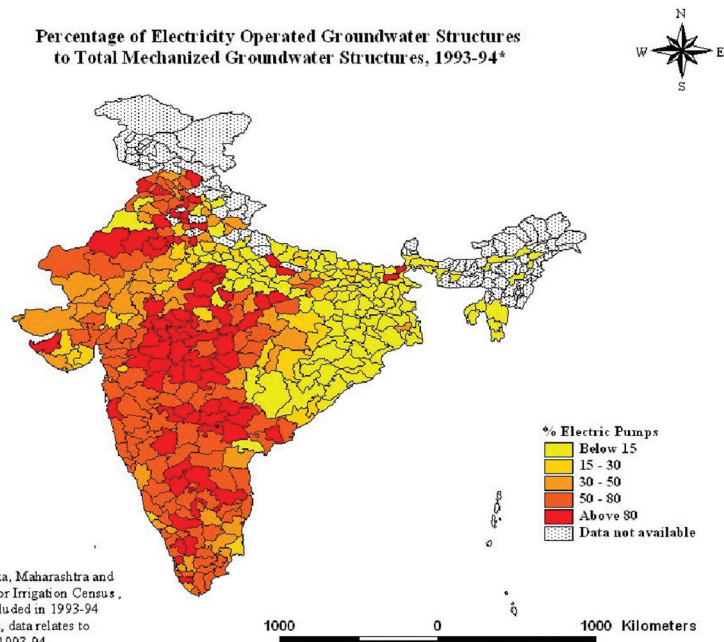 Percentage of Electricity Operated Groundwater Structures
to Total Mechanized Groundwater Structures, 1993-94*
N
W E
S
% Electric Pumps
Below 15
15 - 30
30 - 50
50 - 80
Above 80
Data not available
ka, Maharashtra and
or Irrigation Census ,
luded in 1993-94
, data relates to
1993-94
1000 0 1000 Kilometers